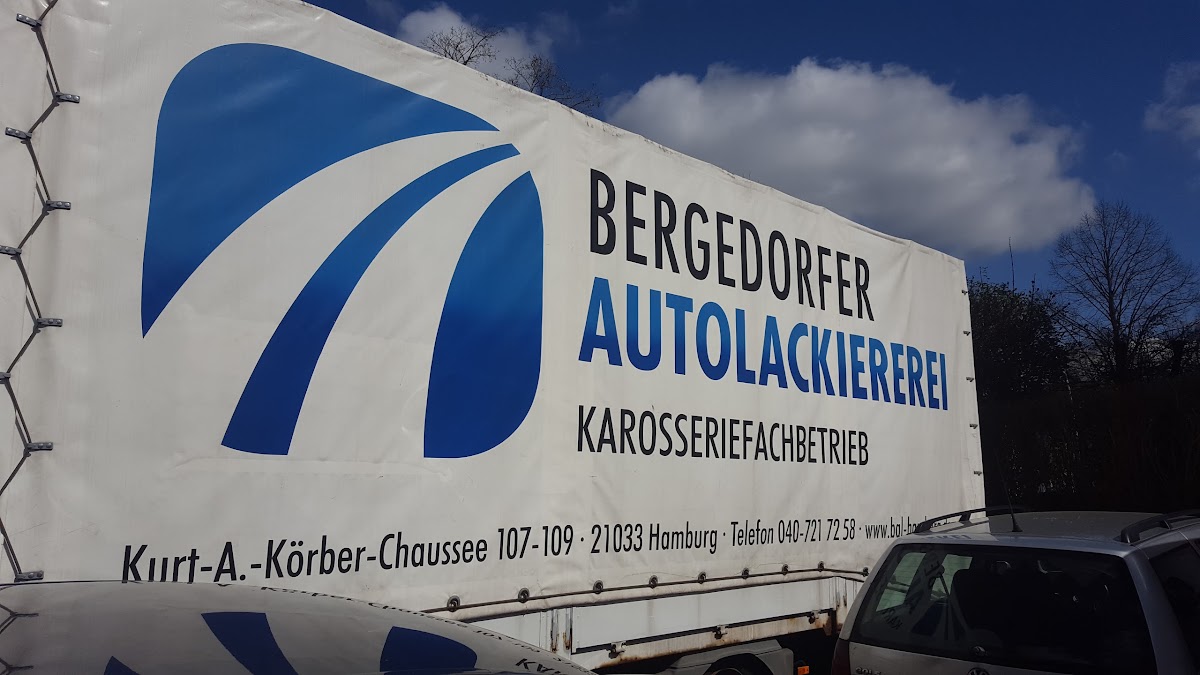 BERGEDORFER
AUTOLACKIEREREI
KAROSSERIEFACHBETRIEB
Kurt-A.-Körber-Chaussee 107-109 · 21033 Hamburg · Telefon 040-721 72 58 ·